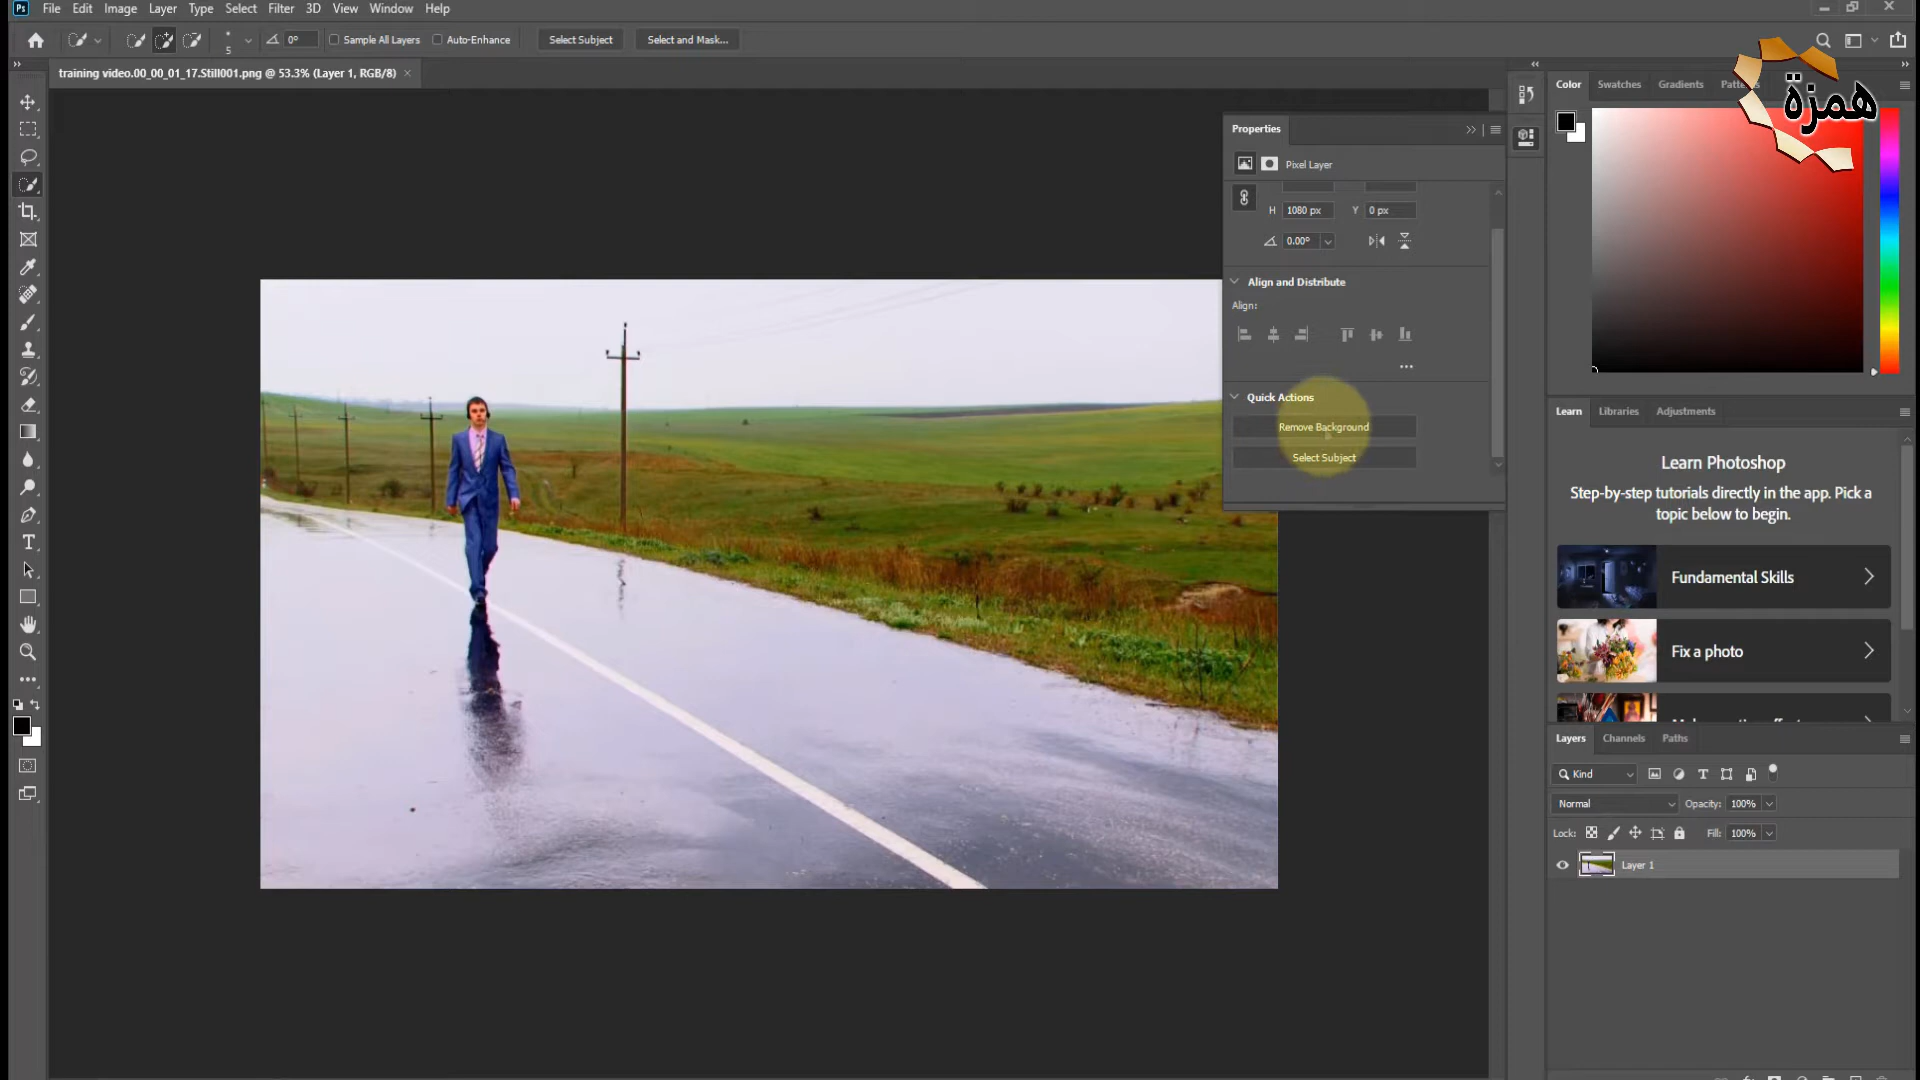 Ps File Edit Image Layer Type Select Filter 3D View Window Help
5 0° Sample All Layers Auto-Enhance Select Subject Select and Mask...
training video.00_00_01_17.Still001.png @ 53.3% (Layer 1, RGB/8) ×
همزة
Properties
Pixel Layer
H 1080 px Y 0 px
0.00°
Align and Distribute
Align:
Quick Actions
Remove Background
Select Subject
Color Swatches Gradients
Learn Libraries Adjustments
Learn Photoshop
Step-by-step tutorials directly in the app. Pick a
topic below to begin.
Fundamental Skills
Fix a photo
Layers Channels Paths
Kind
Normal Opacity: 100%
Lock: Fill: 100%
Layer 1